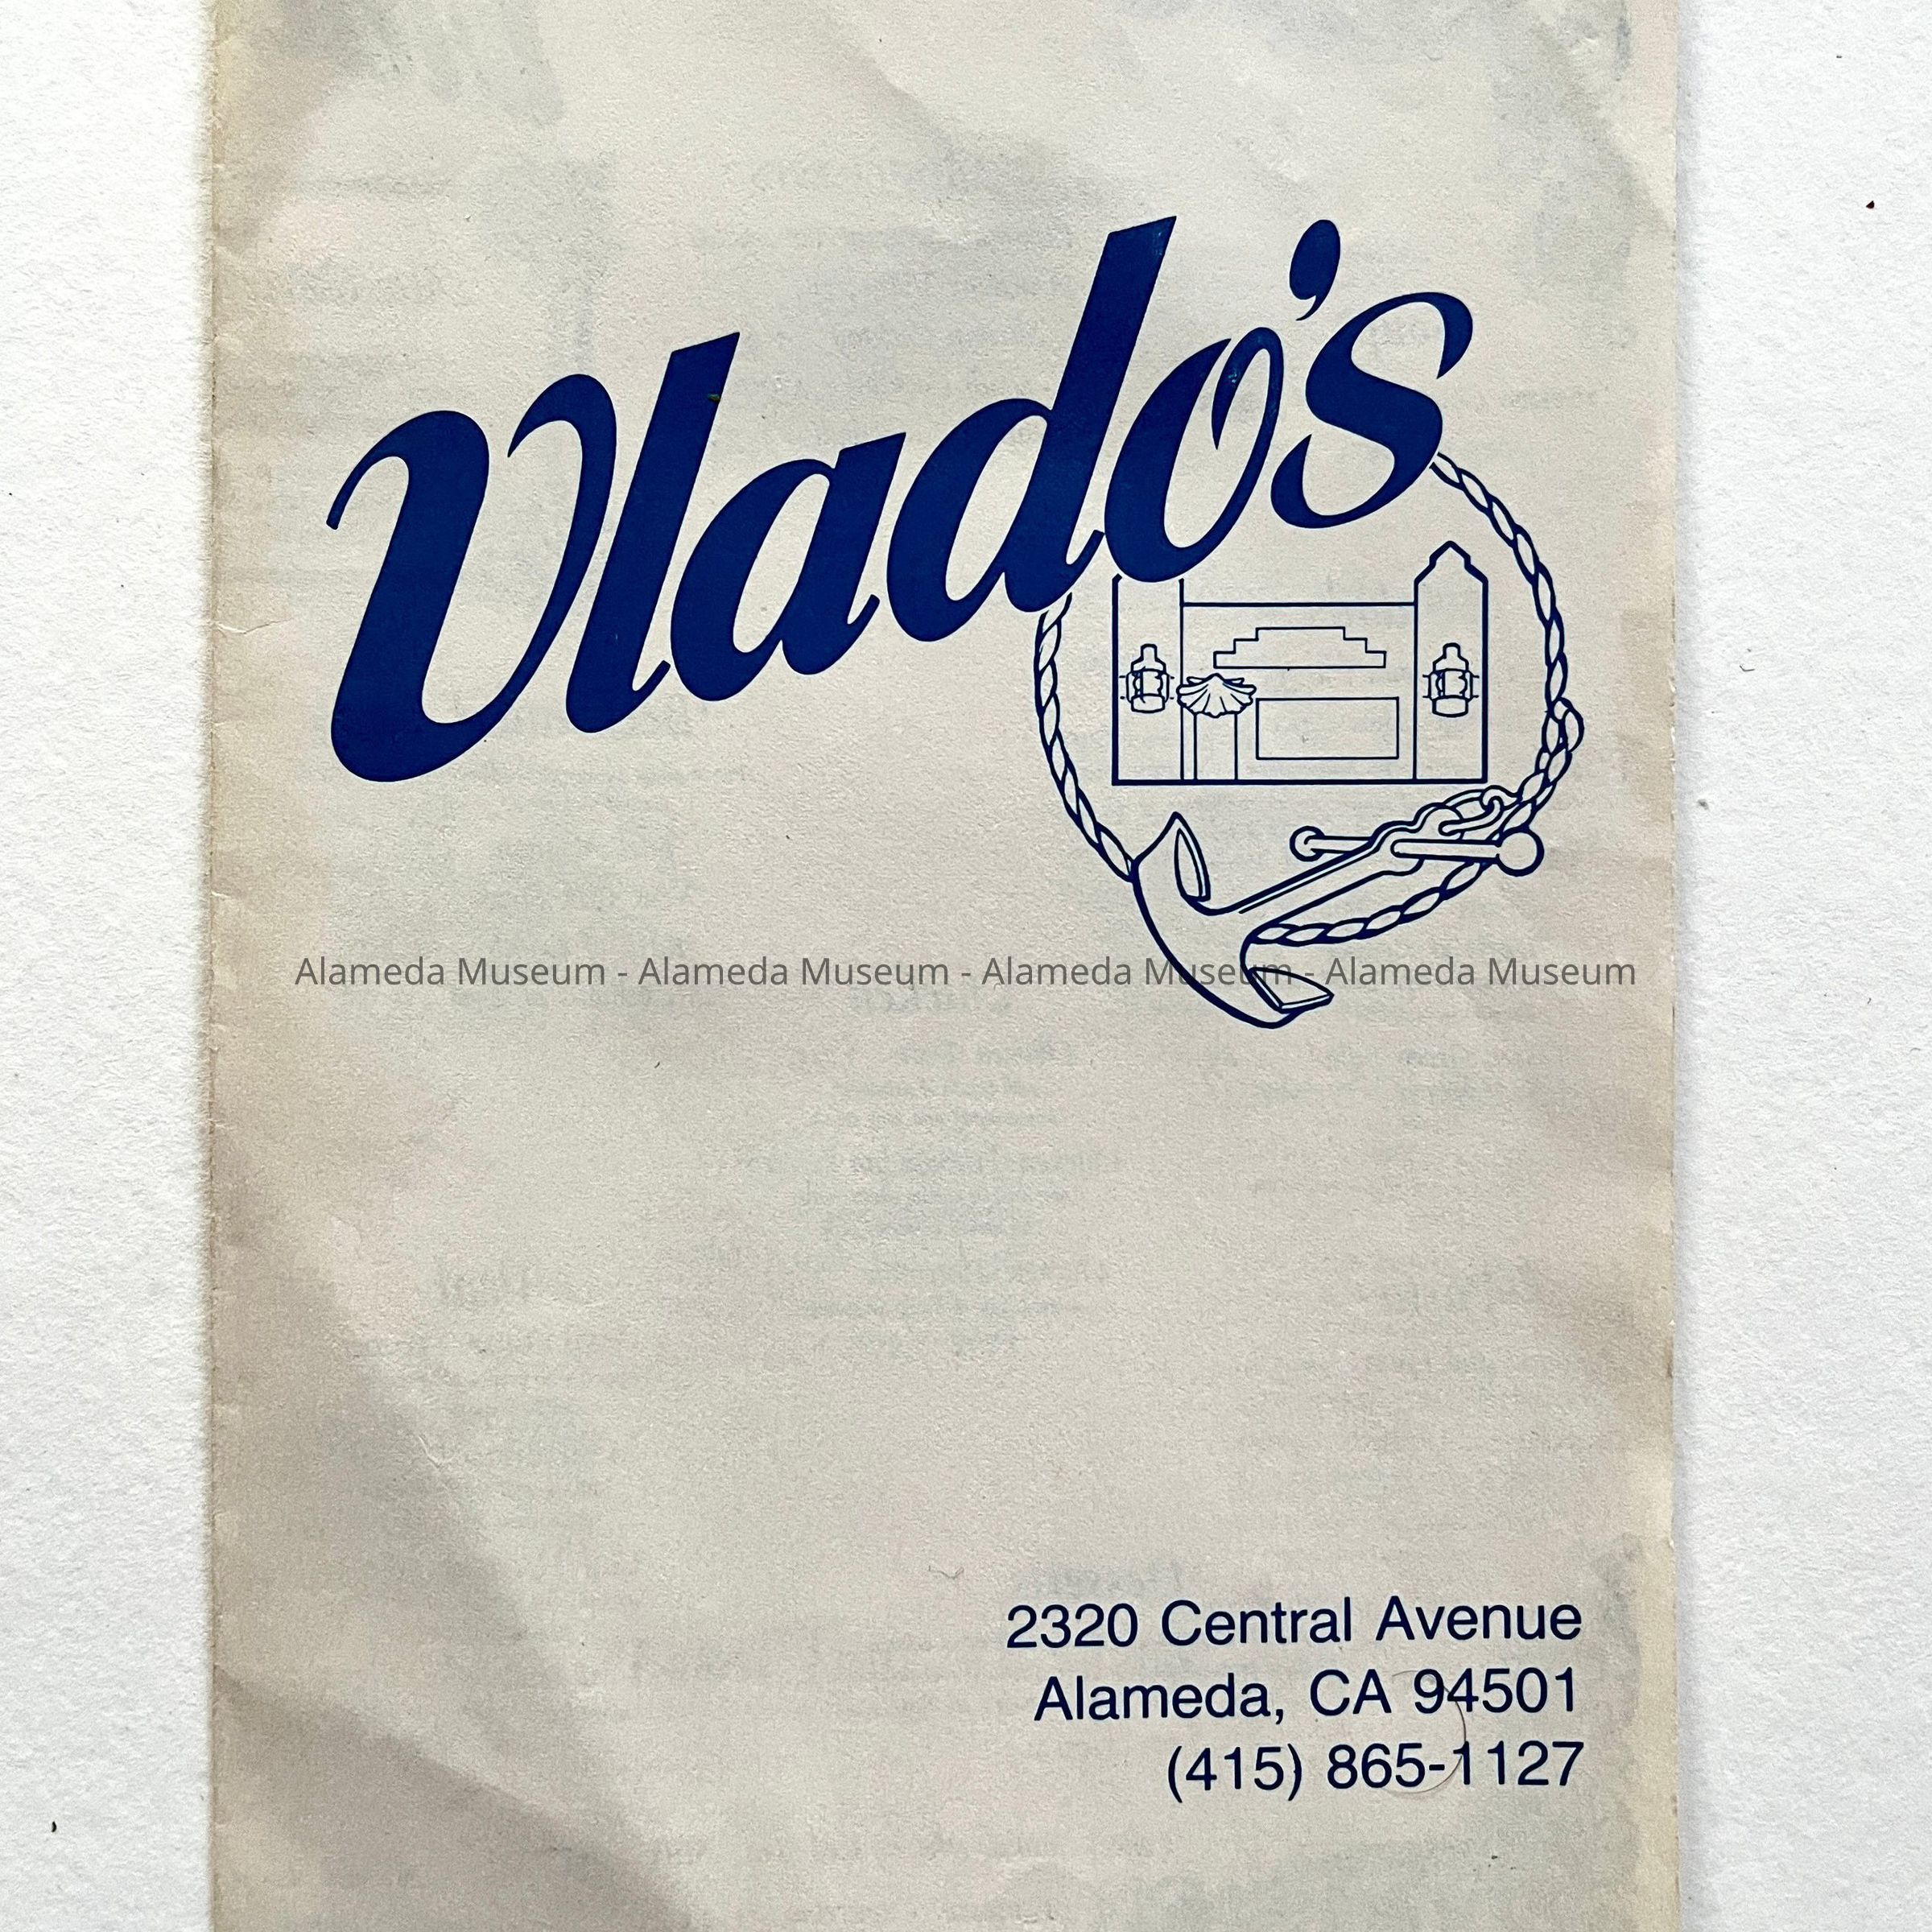 Vlado's
Alameda Museum - Alameda Museum - Alameda Museum - Alameda Museum
2320 Central Avenue
Alameda, CA 94501
(415) 865-1127